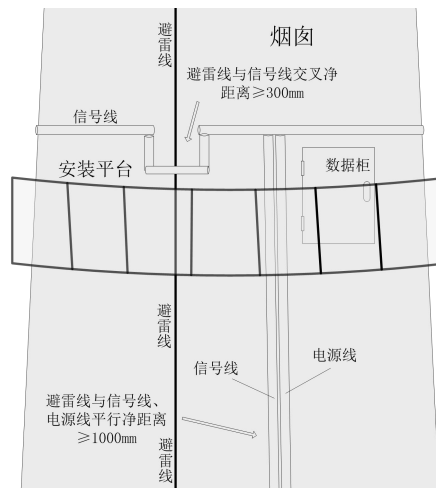 避雷线
烟囱
避雷线与信号线交叉净
距离≥300mm
信号线
安装平台
数据柜
避雷线
信号线
电源线
避雷线与信号线、
电源线平行净距离
≥1000mm
避雷线